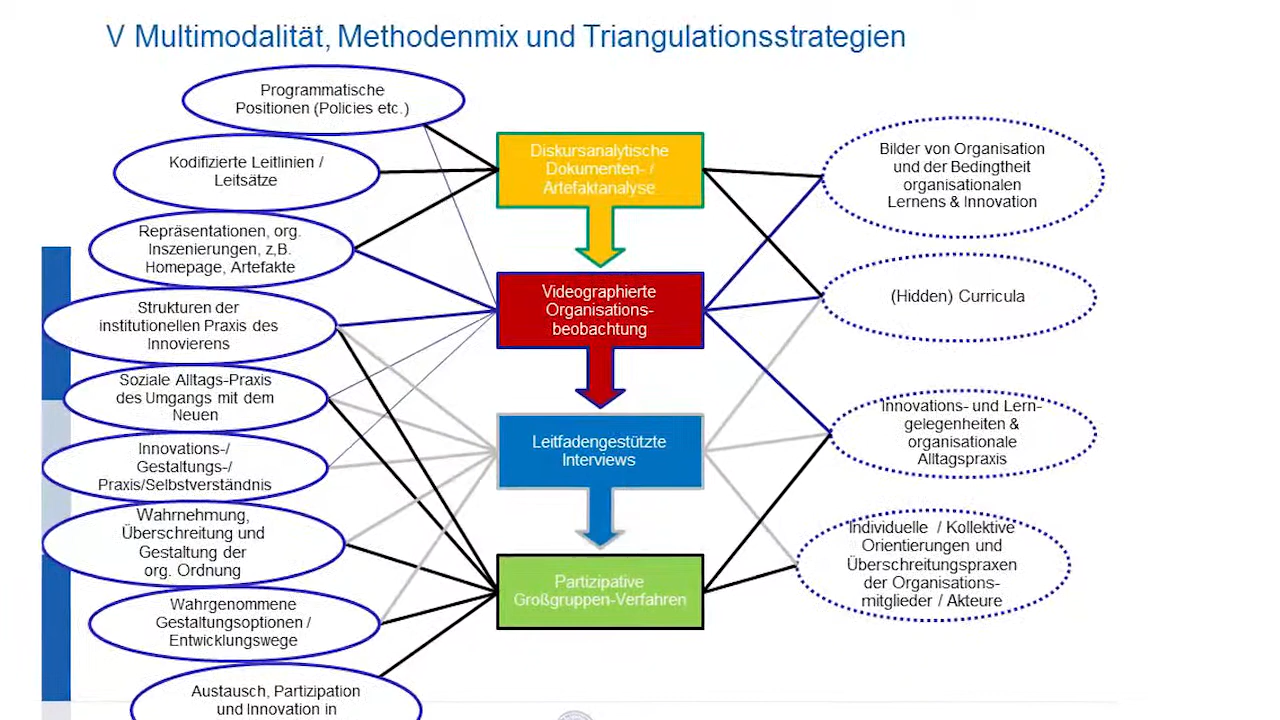 V Multimodalität, Methodenmix und Triangulationsstrategien
Programmatische
Positionen (Policies etc.)
Kodifizierte Leitlinien /
Leitsätze
Repräsentationen, org.
Inszenierungen, z.B.
Homepage, Artefakte
Strukturen der
institutionellen Praxis des
Innovierens
Soziale Alltags-Praxis
des Umgangs mit dem
Neuen
Innovations-/
Gestaltungs-/
Praxis/Selbstverständnis
Wahrnehmung,
Überschreitung und
Gestaltung der
org. Ordnung
Wahrgenommene
Gestaltungsoptionen /
Entwicklungswege
Austausch, Partizipation
und Innovation in
Diskursanalytische
Dokumenten- /
Artefaktanalyse
Videographierte
Organisations-
beobachtung
Leitfadengestützte
Interviews
Partizipative
Großgruppen-Verfahren
Bilder von Organisation
und der Bedingtheit
organisationalen
Lernens & Innovation
(Hidden) Curricula
Innovations- und Lern-
gelegenheiten &
organisationale
Alltagspraxis
Individuelle / Kollektive
Orientierungen und
Überschreitungspraxen
der Organisations-
mitglieder / Akteure